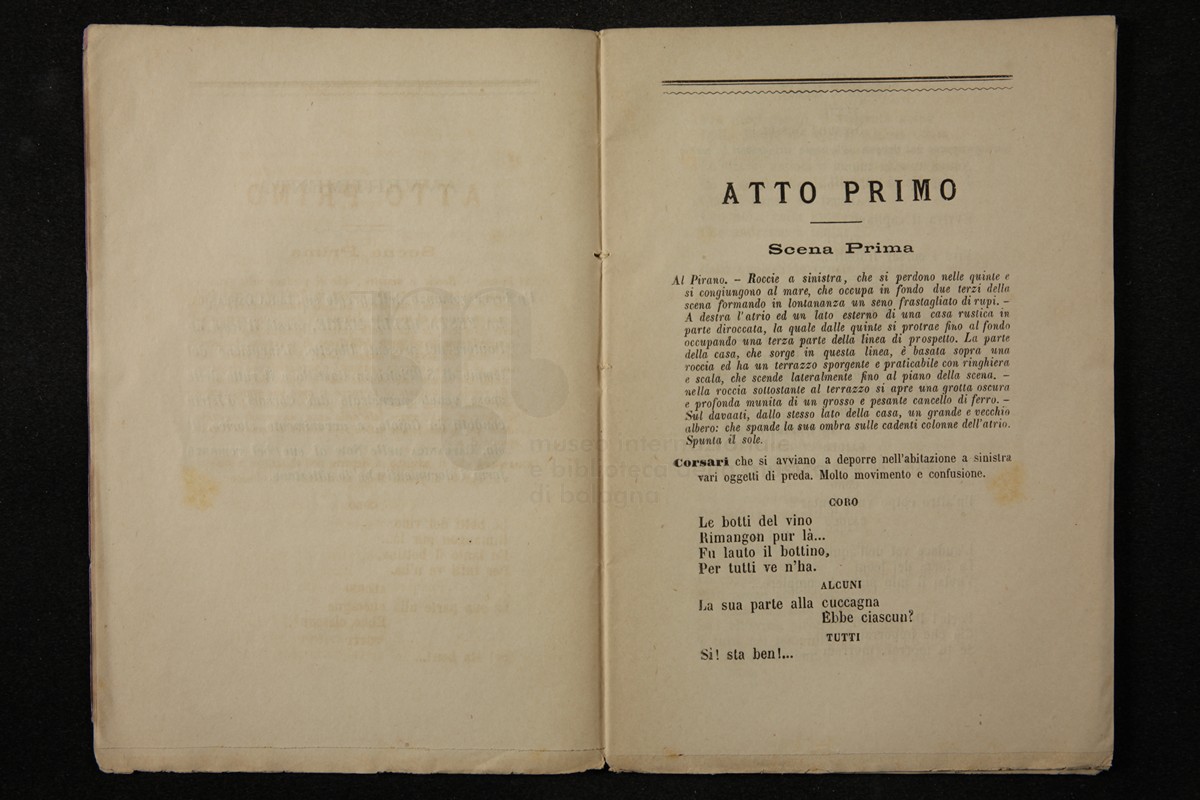 ATTO PRIMO
Scena Prima
Al Pirano. – Roccie a sinistra, che si perdono nelle quinte e
si congiungono al mare, che occupa in fondo due terzi della
scena formando in lontananza un seno frastagliato di rupi. –
A destra l'atrio ed un lato esterno di una casa rustica in
parte diroccata, la quale dalle quinte si protrae fino al fondo
occupando una terza parte della linea di prospetto. La parte
della casa, che sorge in questa linea, è basata sopra una
roccia ed ha un terrazzo sporgente e praticabile con ringhiera
e scala, che scende lateralmente fino al piano della scena. –
nella roccia sottostante al terrazzo si apre una grotta oscura
e profonda munita di un grosso e pesante cancello di ferro. –
Sul davaati, dallo stesso lato della casa, un grande e vecchio
albero: che spande la sua ombra sulle cadenti colonne dell'atrio.
Spunta il sole.
museo internazionale
e biblioteca
di bologna
Corsari che si avviano a deporre nell'abitazione a sinistra
vari oggetti di preda. Molto movimento e confusione.
CORO
Le botti del vino
Rimangon pur là...
Fu lauto il bottino,
Per tutti ve n'ha.
ALCUNI
La sua parte alla cuccagna
Ebbe ciascun?
TUTTI
Si! sta ben!...